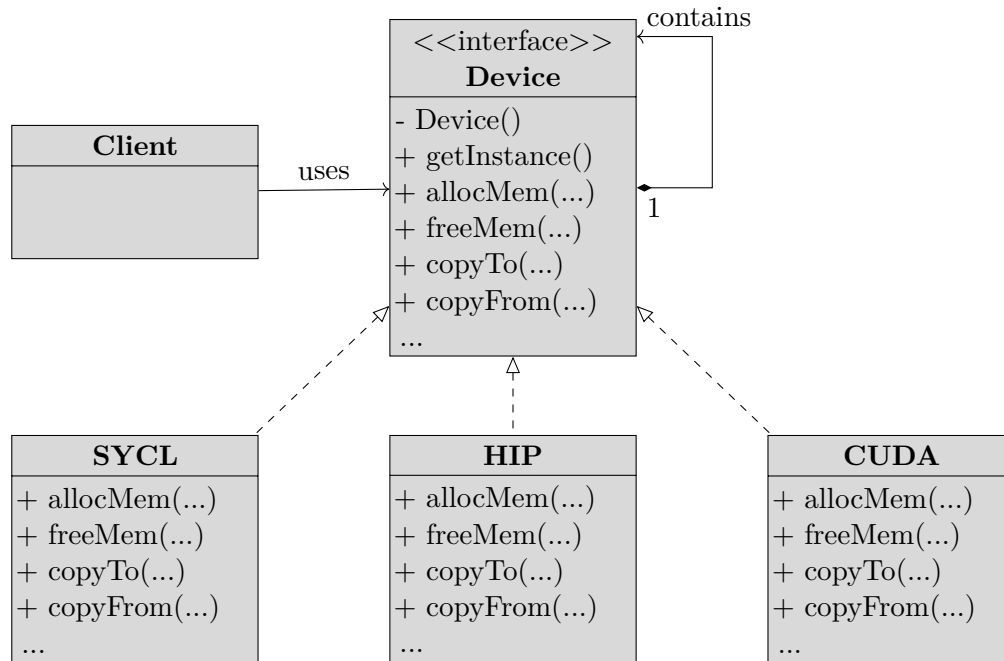 contains
<<interface>>
Device
- Device()
+ getInstance()
+ allocMem(...)
+ freeMem(...)
+ copyTo(...)
+ copyFrom(...)
...
Client
uses
1
SYCL
+ allocMem(...)
+ freeMem(...)
+ copyTo(...)
+ copyFrom(...)
...
HIP
+ allocMem(...)
+ freeMem(...)
+ copyTo(...)
+ copyFrom(...)
...
CUDA
+ allocMem(...)
+ freeMem(...)
+ copyTo(...)
+ copyFrom(...)
...